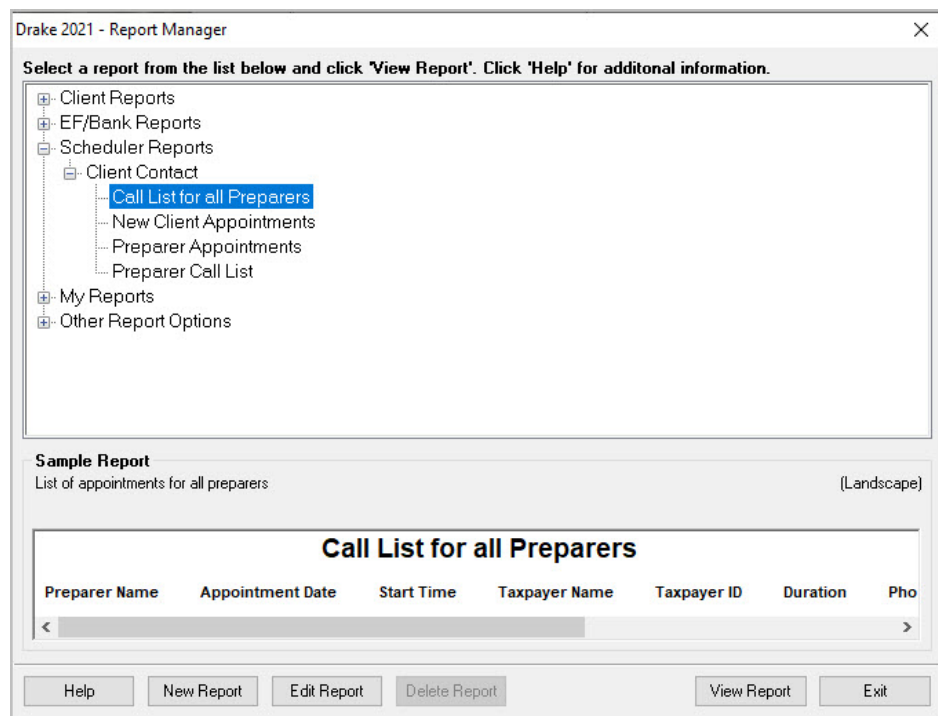 Drake 2021 - Report Manager
Select a report from the list below and click 'View Report'. Click 'Help' for additonal information.
Client Reports
EF/Bank Reports
Scheduler Reports
Client Contact
Call List for all Preparers
New Client Appointments
Preparer Appointments
Preparer Call List
My Reports
Other Report Options
Sample Report
List of appointments for all preparers (Landscape)
Call List for all Preparers
Preparer Name Appointment Date Start Time Taxpayer Name Taxpayer ID Duration Pho
Help New Report Edit Report Delete Report View Report Exit